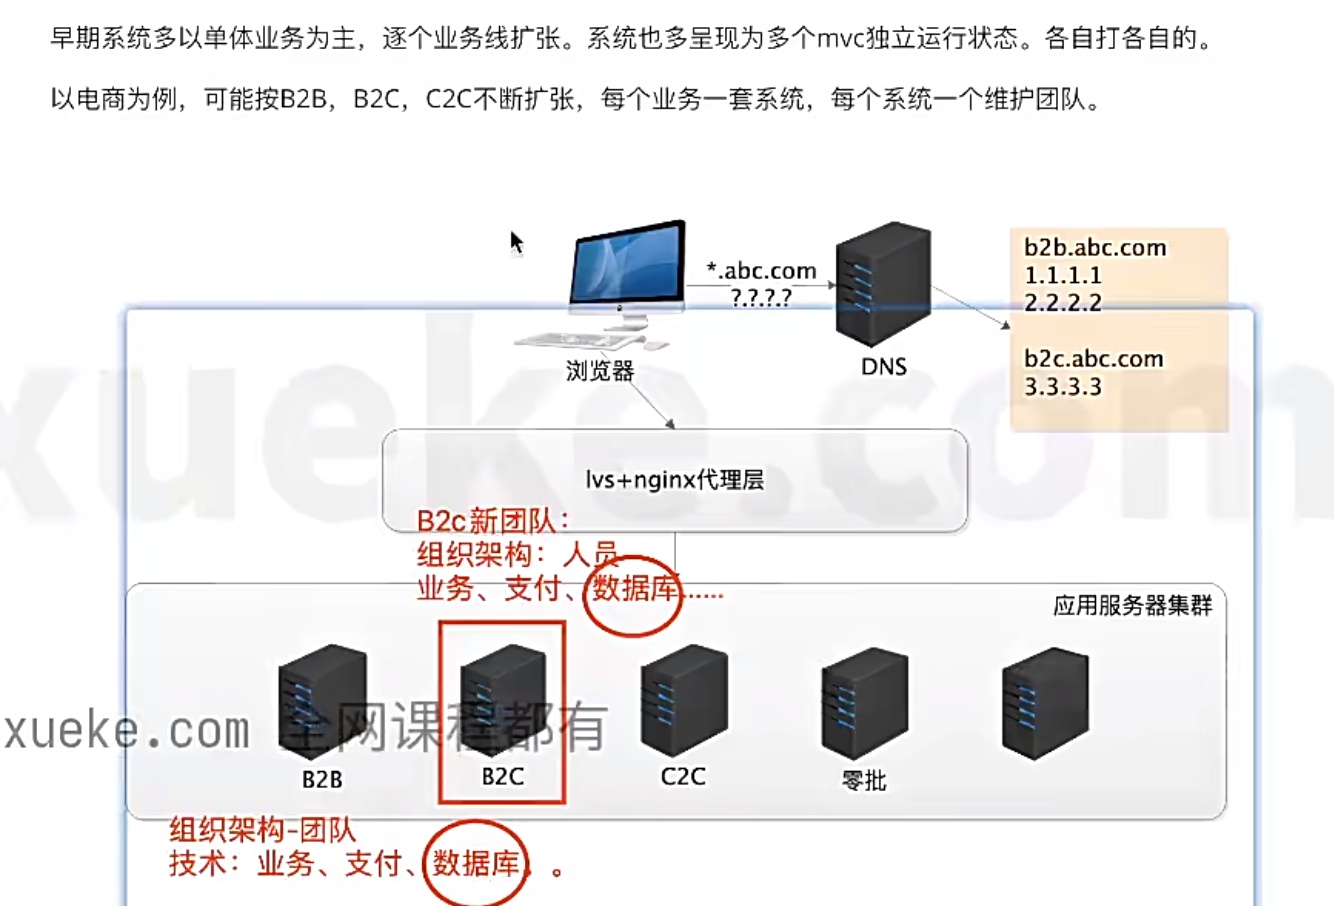 早期系统多以单体业务为主，逐个业务线扩张。系统也多呈现为多个mvc独立运行状态。各自打各自的。
以电商为例，可能按B2B，B2C，C2C不断扩张，每个业务一套系统，每个系统一个维护团队。
*.abc.com
?.?.?.?
b2b.abc.com
1.1.1.1
2.2.2.2
b2c.abc.com
3.3.3.3
浏览器
DNS
xueke.com
lvs+nginx代理层
B2c新团队：
组织架构：人员
业务、支付、数据库......
应用服务器集群
xueke.com 全网课程都有
B2B
B2C
C2C
零批
组织架构-团队
技术：业务、支付、数据库。。